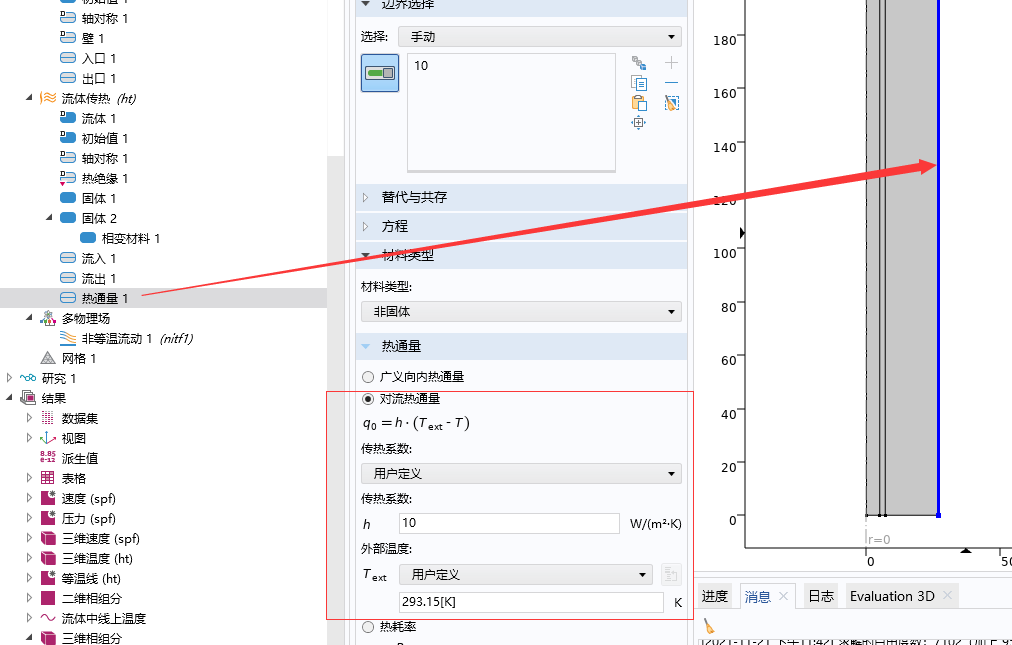 初始值 1
轴对称 1
壁 1
入口 1
出口 1
流体传热 (ht)
流体 1
初始值 1
轴对称 1
热绝缘 1
固体 1
固体 2
相变材料 1
流入 1
流出 1
热通量 1
多物理场
非等温流动 1 (nitf1)
网格 1
研究 1
结果
数据集
视图
8.85
e-12
派生值
表格
速度 (spf)
压力 (spf)
三维速度 (spf)
三维温度 (ht)
等温线 (ht)
二维相组分
流体中线上温度
三维相组分
边界选择
选择:
手动
10
替代与共存
方程
材料类型
材料类型:
非固体
热通量
广义向内热通量
对流热通量
q0 = h · (Text - T)
传热系数:
用户定义
传热系数:
h
10
W/(m²·K)
外部温度:
Text
用户定义
293.15[K]
K
热耗率
180
160
140
120
100
80
60
40
20
0
r=0
0
50
进度
消息
日志
Evaluation 3D